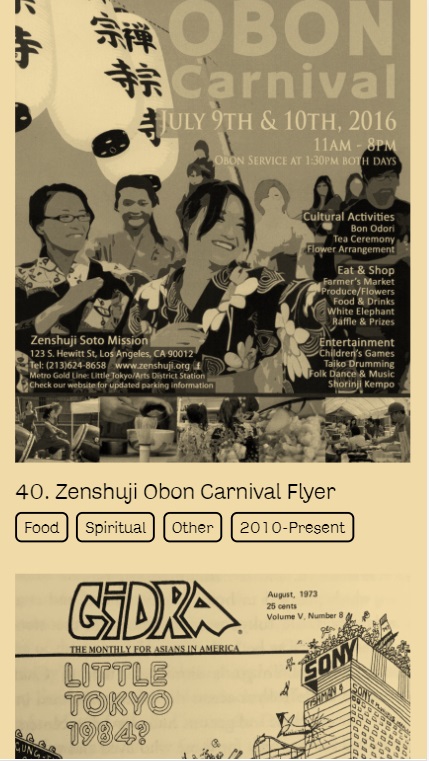 寺
宗
寺
禅
宗
寺
OBON
Carnival
JULY 9TH & 10TH, 2016
11AM - 8PM
OBON SERVICE AT 1:30PM BOTH DAYS
Cultural Activities
Bon Odori
Tea Ceremony
Flower Arrangement
Eat & Shop
Farmer's Market
Produce/Flowers
Food & Drinks
White Elephant
Raffle & Prizes
Entertainment
Children's Games
Taiko Drumming
Folk Dance & Music
Shorinji Kempo
Zenshuji Soto Mission
123 S. Hewitt St, Los Angeles, CA 90012
Tel: (213)624-8658 www.zenshuji.org
Metro Gold Line: Little Tokyo/Arts District Station
Check our website for updated parking information
40. Zenshuji Obon Carnival Flyer
Food Spiritual Other 2010-Present
GIDRA
August, 1973
25 cents
Volume V, Number 8
THE MONTHLY FOR ASIANS IN AMERICA
LITTLE
TOKYO
1984?
SONY
SONY